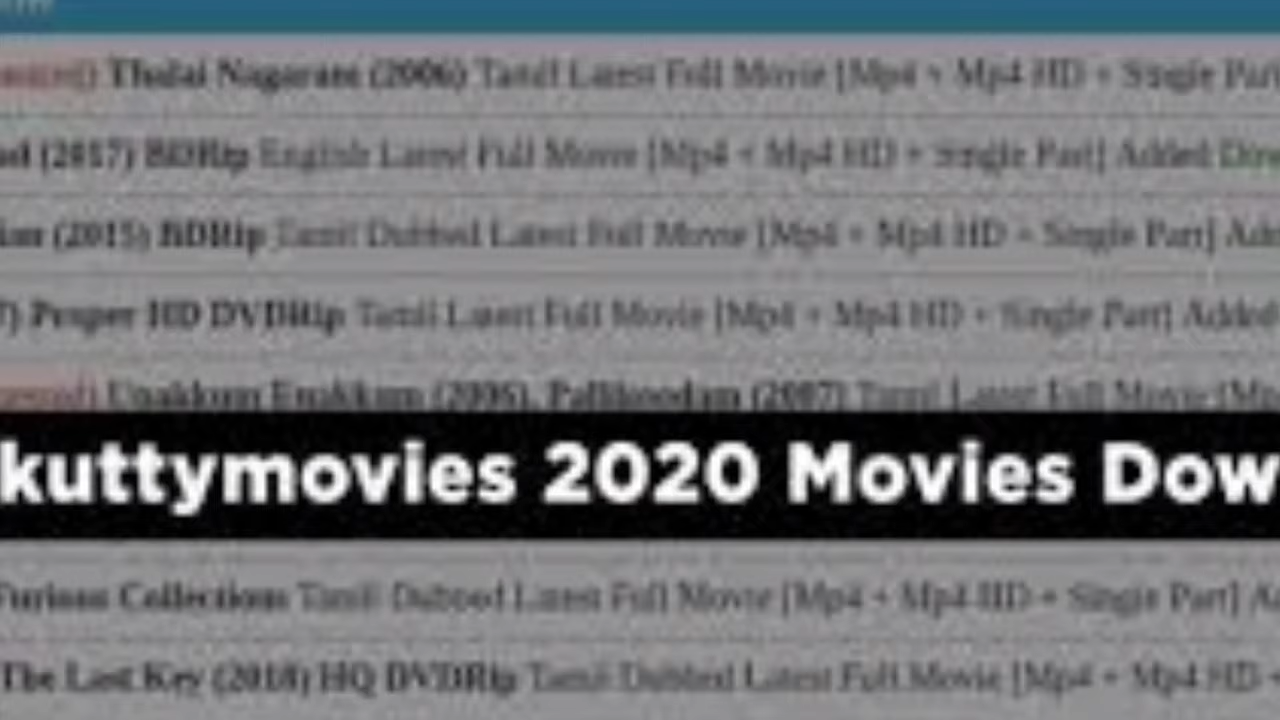 Thalai Nagaram (2006) Tamil Latest Full Movie [Mp4 + Mp4 HD + Single Part
(2017) BDRip English Latest Full Movie [Mp4 + Mp4 HD + Single Part] Added
(2015) BDRip Tamil Dubbed Latest Full Movie [Mp4 + Mp4 HD + Single Part]
Proper HD DVDRip Tamil Latest Full Movie [Mp4 + Mp4 HD + Single Part] Added
Unakkum Enakkum (2006), Pallikoodam (2007) Tamil Latest Full Movie
kuttymovies 2020 Movies Dow
Furious Collections Tamil Dubbed Latest Full Movie [Mp4 + Mp4 HD + Single Part]
The Last Key (2018) HQ DVDRip Tamil Dubbed Latest Full Movie [Mp4 + Mp4 HD +